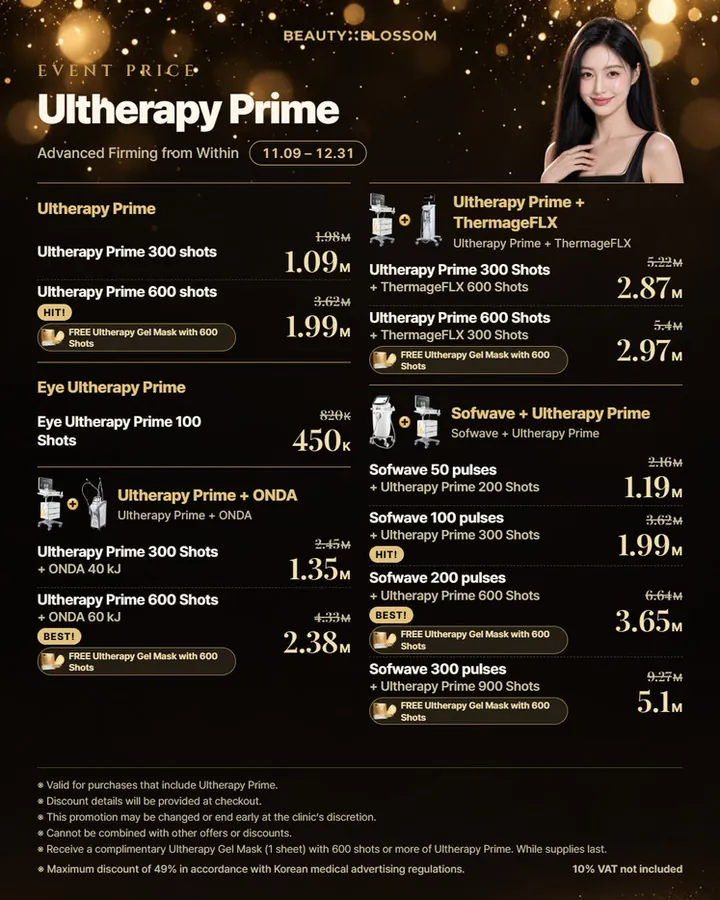 BEAUTY::BLOSSOM
EVENT PRICE
Ultherapy Prime
Advanced Firming from Within
11.09 – 12.31
Ultherapy Prime
Ultherapy Prime 300 shots
1.98M
1.09M
Ultherapy Prime 600 shots
HIT!
FREE Ultherapy Gel Mask with 600
Shots
3.62M
1.99M
Eye Ultherapy Prime
Eye Ultherapy Prime 100
Shots
820K
450K
Ultherapy Prime + ONDA
Ultherapy Prime + ONDA
Ultherapy Prime 300 Shots
+ ONDA 40 kJ
2.45M
1.35M
Ultherapy Prime 600 Shots
+ ONDA 60 kJ
BEST!
FREE Ultherapy Gel Mask with 600
Shots
4.33M
2.38M
Ultherapy Prime +
ThermageFLX
Ultherapy Prime + ThermageFLX
Ultherapy Prime 300 Shots
+ ThermageFLX 600 Shots
5.22M
2.87M
Ultherapy Prime 600 Shots
+ ThermageFLX 300 Shots
FREE Ultherapy Gel Mask with 600
Shots
5.4M
2.97M
Sofwave + Ultherapy Prime
Sofwave + Ultherapy Prime
Sofwave 50 pulses
+ Ultherapy Prime 200 Shots
2.16M
1.19M
Sofwave 100 pulses
+ Ultherapy Prime 300 Shots
HIT!
3.62M
1.99M
Sofwave 200 pulses
+ Ultherapy Prime 600 Shots
BEST!
FREE Ultherapy Gel Mask with 600
Shots
6.64M
3.65M
Sofwave 300 pulses
+ Ultherapy Prime 900 Shots
FREE Ultherapy Gel Mask with 600
Shots
9.27M
5.1M
※ Valid for purchases that include Ultherapy Prime.
※ Discount details will be provided at checkout.
※ This promotion may be changed or end early at the clinic's discretion.
※ Cannot be combined with other offers or discounts.
※ Receive a complimentary Ultherapy Gel Mask (1 sheet) with 600 shots or more of Ultherapy Prime. While supplies last.
※ Maximum discount of 49% in accordance with Korean medical advertising regulations.
10% VAT not included